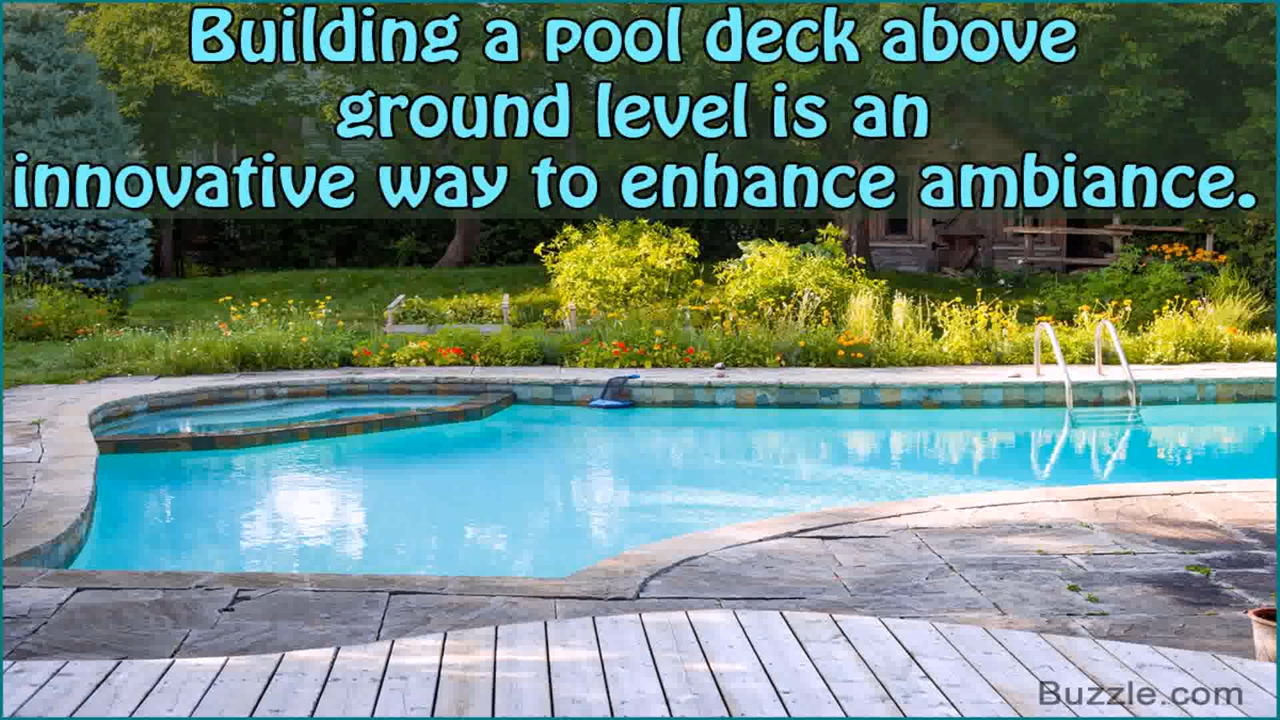 Building a pool deck above
ground level is an
innovative way to enhance ambiance.
Buzzle.com